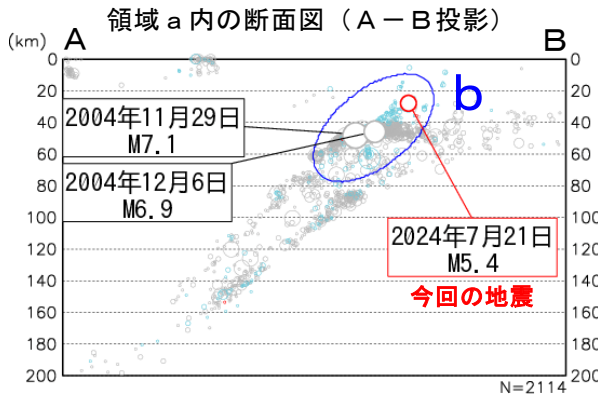 領域ａ内の断面図（Ａ－Ｂ投影）
(km) A B
0 0
20 20
40 40
60 60
80 80
100 100
120 120
140 140
160 160
180 180
200 200
b
2004年11月29日
M7.1
2004年12月6日
M6.9
2024年7月21日
M5.4
今回の地震
N=2114